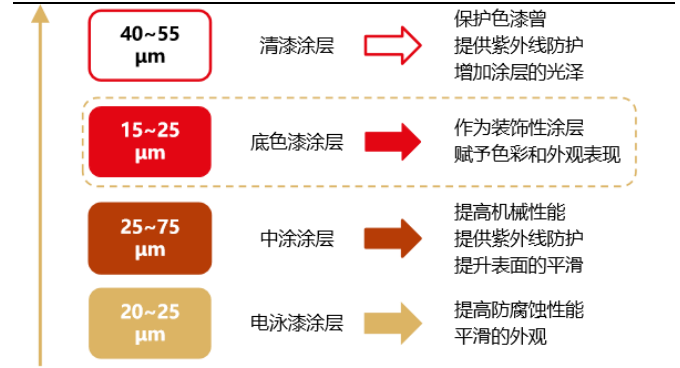 40~55
μm
清漆涂层
保护色漆曾
提供紫外线防护
增加涂层的光泽
15~25
μm
底色漆涂层
作为装饰性涂层
赋予色彩和外观表现
25~75
μm
中涂涂层
提高机械性能
提供紫外线防护
提升表面的平滑
20~25
μm
电泳漆涂层
提高防腐蚀性能
平滑的外观